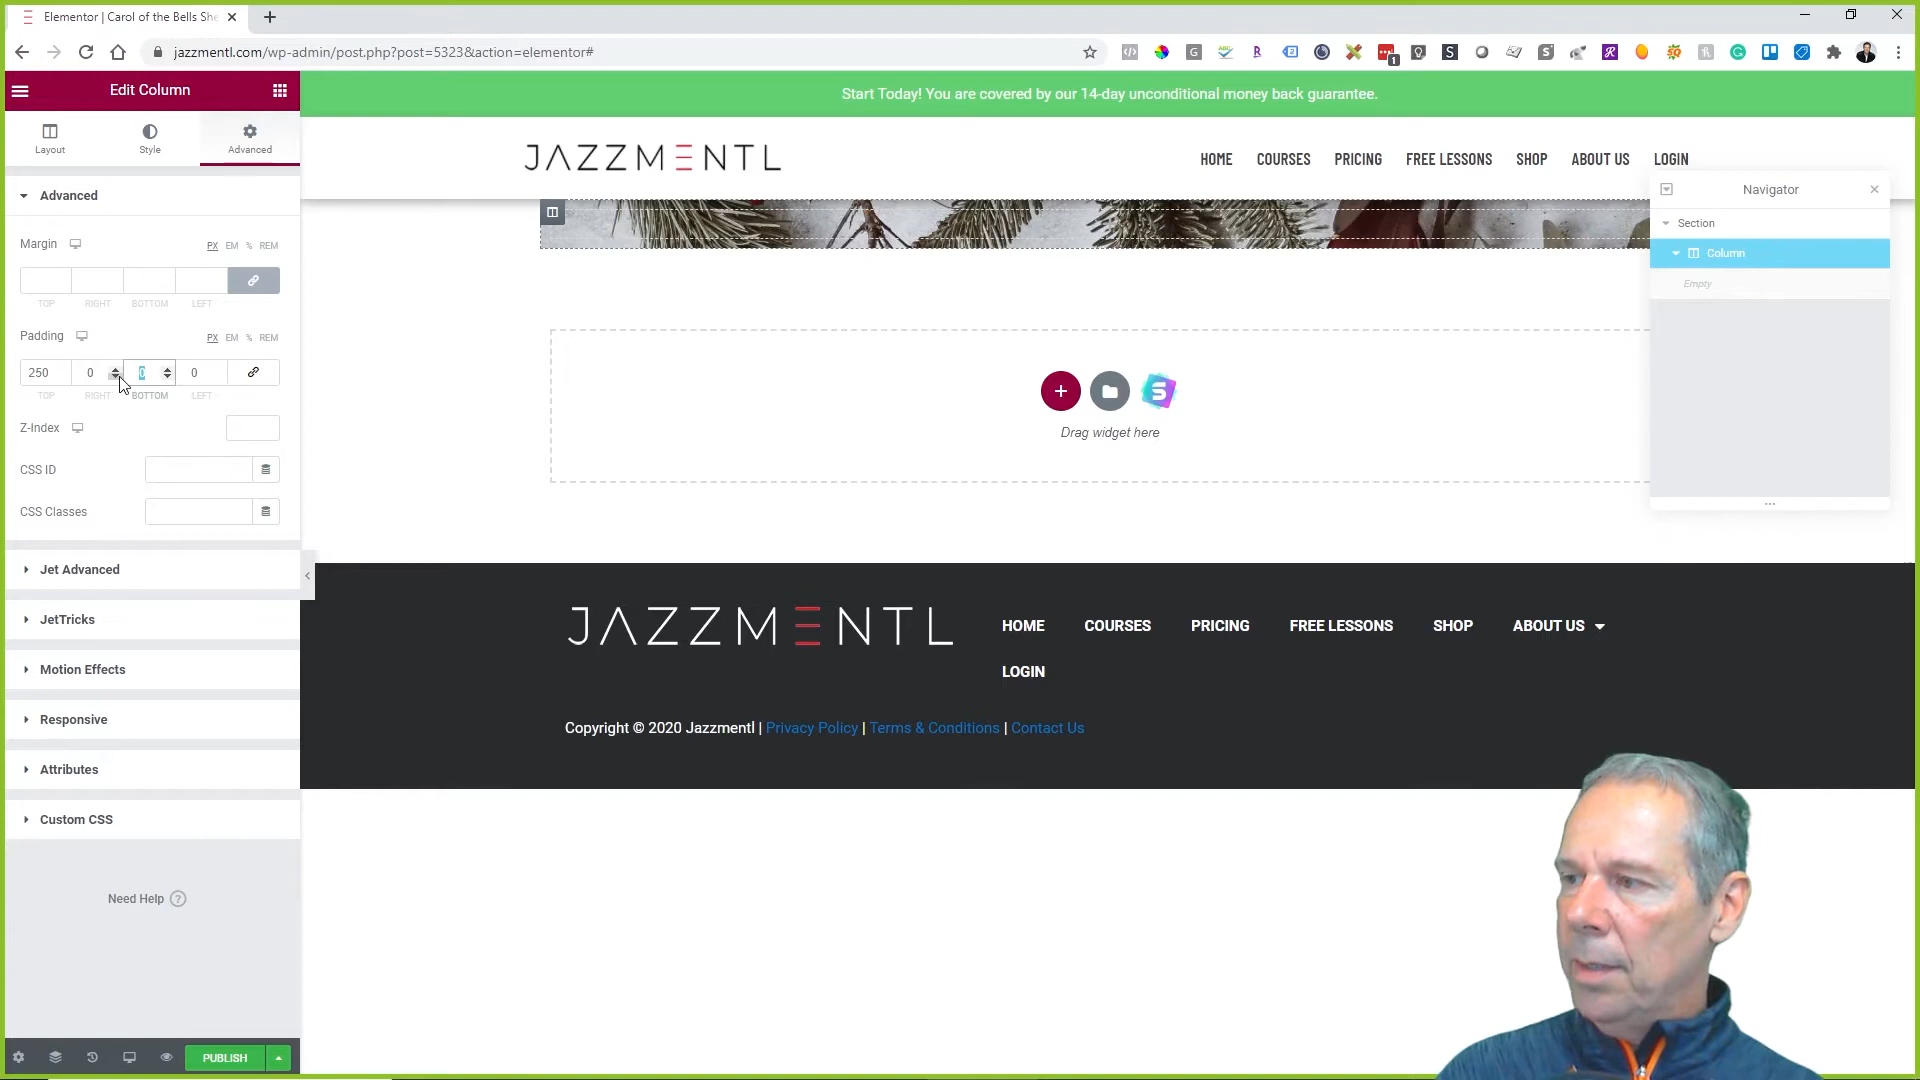 Elementor | Carol of the Bells She
jazzmentl.com/wp-admin/post.php?post=5323&action=elementor#
Edit Column
Start Today! You are covered by our 14-day unconditional money back guarantee.
Layout
Style
Advanced
JAZZMENTL
HOME COURSES PRICING FREE LESSONS SHOP ABOUT US LOGIN
Advanced
Navigator
Section
Column
Empty
Margin
PX EM % REM
TOP RIGHT BOTTOM LEFT
Padding
PX EM % REM
250 0 0 0
TOP RIGHT BOTTOM LEFT
Z-Index
CSS ID
CSS Classes
Drag widget here
Jet Advanced
JetTricks
Motion Effects
Responsive
Attributes
Custom CSS
Need Help ?
JAZZMENTL
HOME COURSES PRICING FREE LESSONS SHOP ABOUT US
LOGIN
Copyright © 2020 Jazzmentl | Privacy Policy | Terms & Conditions | Contact Us
PUBLISH